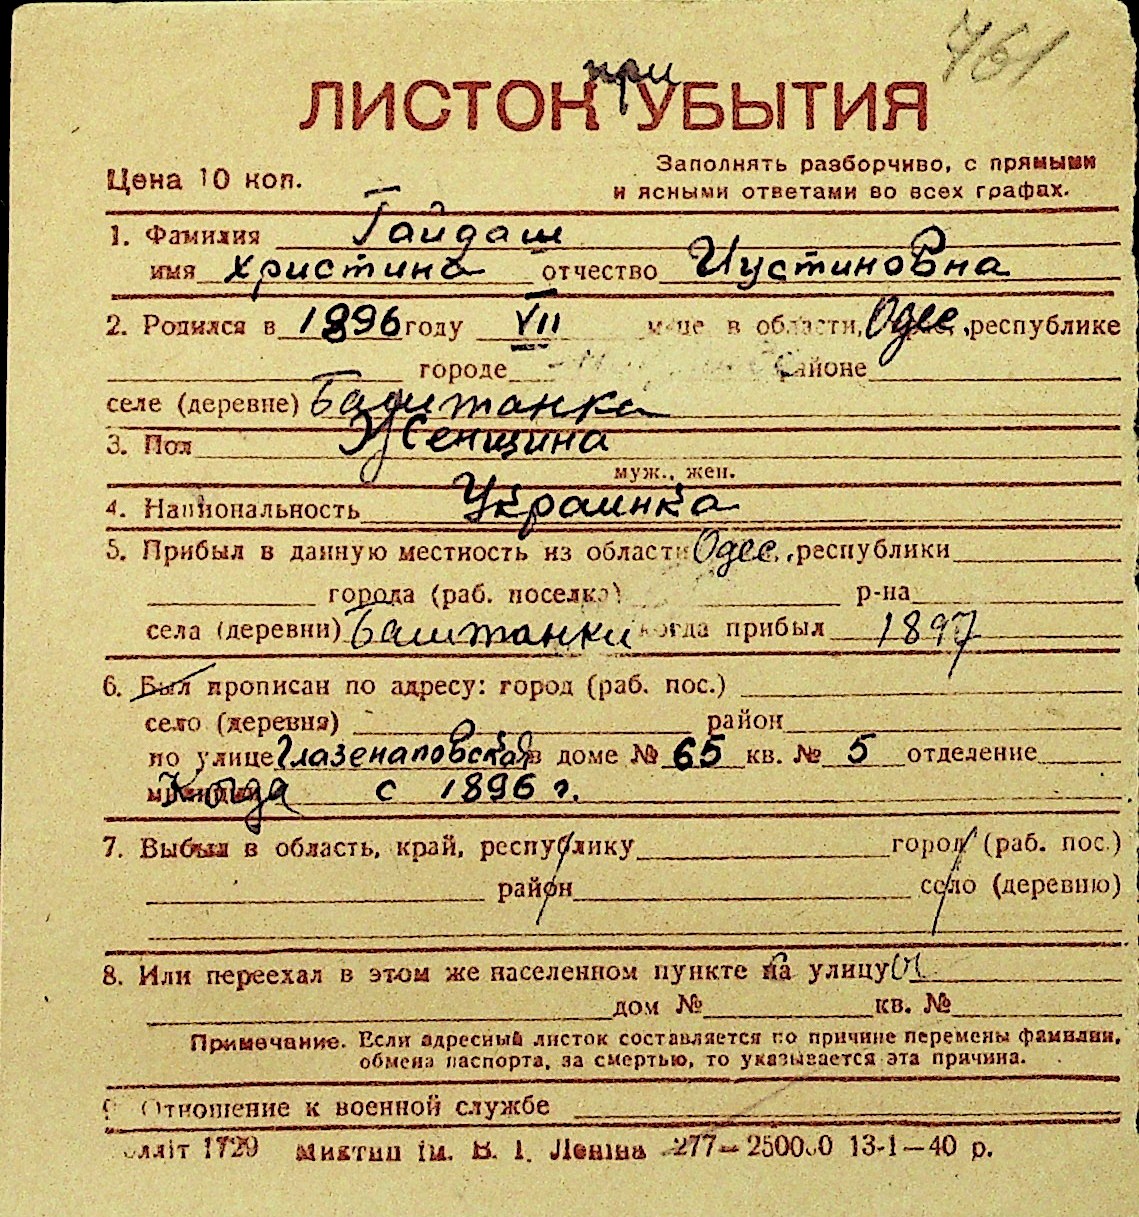 761
при
ЛИСТОК УБЫТИЯ
Цена 10 коп.
Заполнять разборчиво, с прямыми
и ясными ответами во всех графах.
1. Фамилия Гайдаш
имя Христина отчество Иустиновна
2. Родился в 1896 году VII м-це в области, Одес., республике
городе районе
селе (деревне) Баштанка
3. Пол Женщина
муж., жен.
4. Национальность Украинка
5. Прибыл в данную местность из области Одес., республики
города (раб. поселка) р-на
села (деревни) Баштанки когда прибыл 1897
6. Был прописан по адресу: город (раб. пос.)
село (деревня) район
по улице Глазенаповская в доме № 65 кв. № 5 отделение
Когда с 1896 г.
7. Выбыл в область, край, республику город (раб. пос.)
район село (деревню)
8. Или переехал в этом же населенном пункте на улицу
дом № кв. №
Примечание. Если адресный листок составляется по причине перемены фамилии,
обмена паспорта, за смертью, то указывается эта причина.
9. Отношение к военной службе
1729 Миктип ім. В. І. Леніна 277—250000 13-1—40 р.